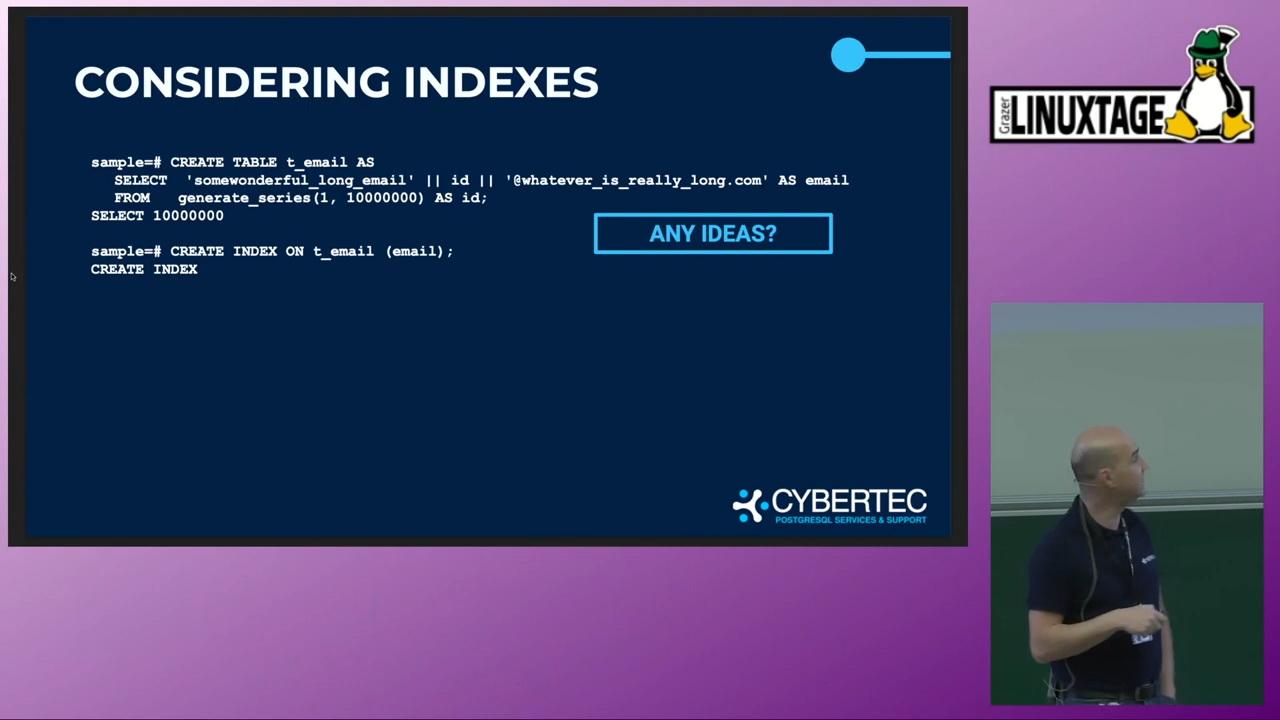 CONSIDERING INDEXES
sample=# CREATE TABLE t_email AS
SELECT 'somewonderful_long_email' || id || '@whatever_is_really_long.com' AS email
FROM generate_series(1, 10000000) AS id;
SELECT 10000000
ANY IDEAS?
sample=# CREATE INDEX ON t_email (email);
CREATE INDEX
CYBERTEC
POSTGRESQL SERVICES & SUPPORT
Grazer
LINUXTAGE